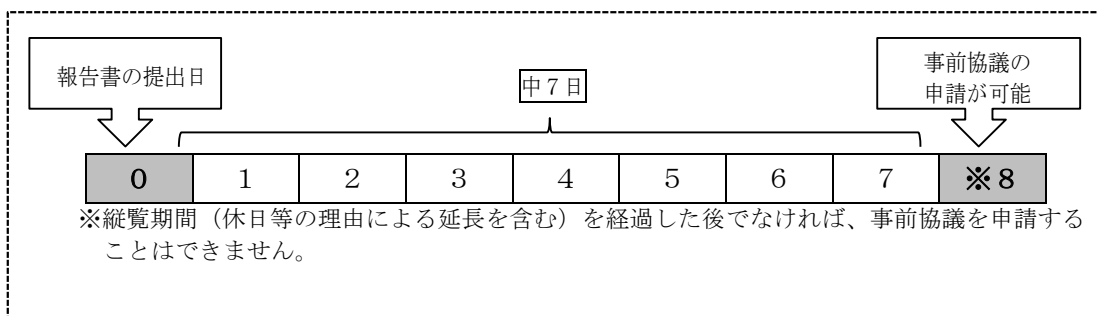 報告書の提出日
中7日
事前協議の
申請が可能
0 1 2 3 4 5 6 7 ※8
※縦覧期間（休日等の理由による延長を含む）を経過した後でなければ、事前協議を申請する
ことはできません。